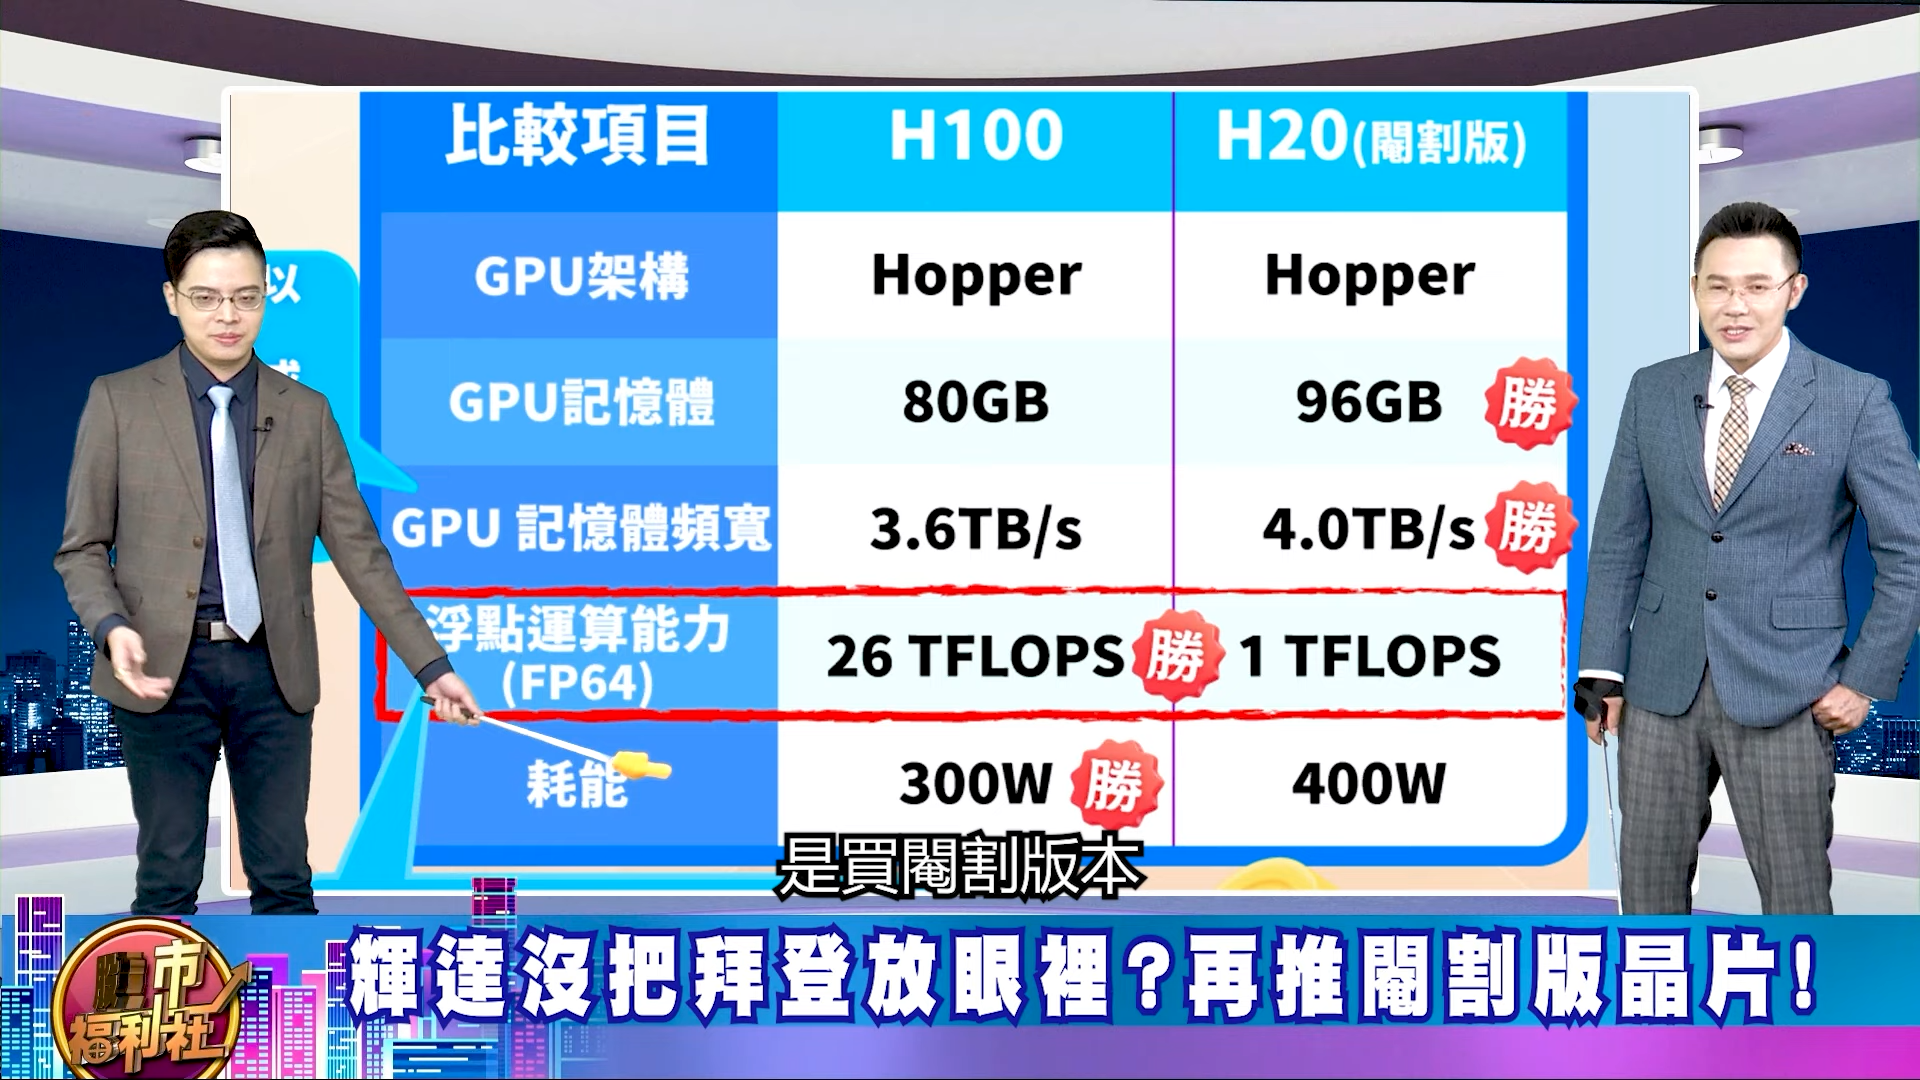 比較項目 H100 H20(閹割版)
以
GPU架構 Hopper Hopper
GPU記憶體 80GB 96GB 勝
GPU 記憶體頻寬 3.6TB/s 4.0TB/s 勝
浮點運算能力
(FP64) 26 TFLOPS 勝 1 TFLOPS
耗能 300W 勝 400W
是買閹割版本
輝達沒把拜登放眼裡?再推閹割版晶片!
股市
福利社